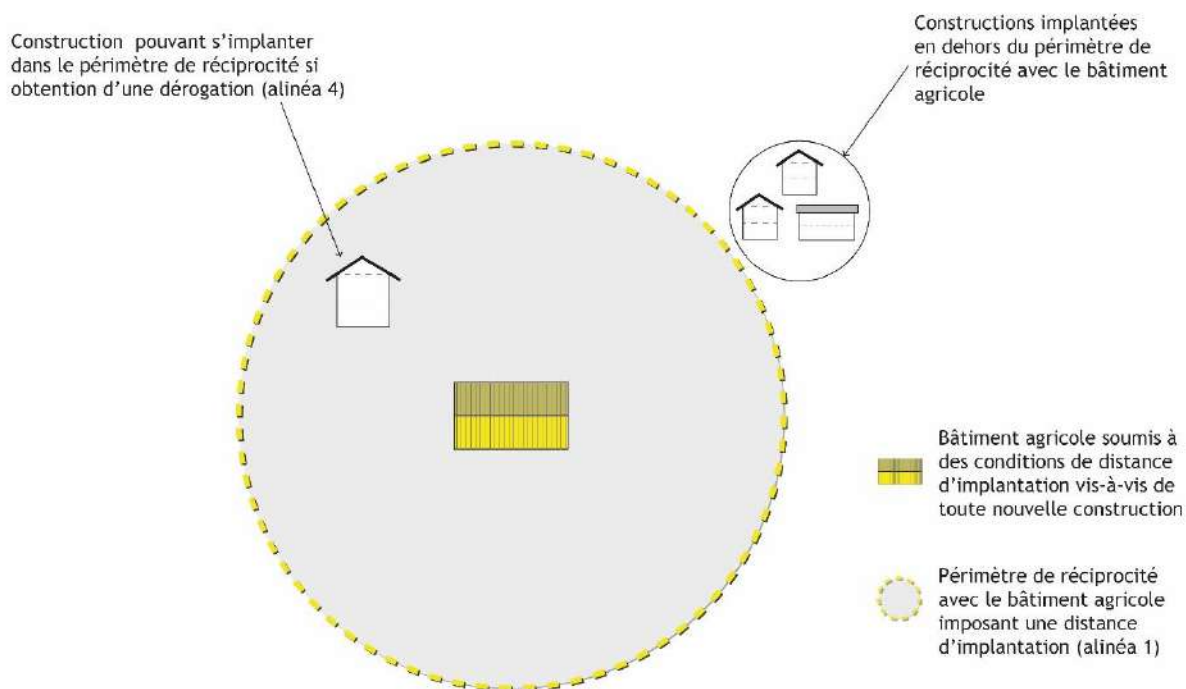 Construction pouvant s'implanter
dans le périmètre de réciprocité si
obtention d'une dérogation (alinéa 4)
Constructions implantées
en dehors du périmètre de
réciprocité avec le bâtiment
agricole
Bâtiment agricole soumis à
des conditions de distance
d'implantation vis-à-vis de
toute nouvelle construction
Périmètre de réciprocité
avec le bâtiment agricole
imposant une distance
d'implantation (alinéa 1)